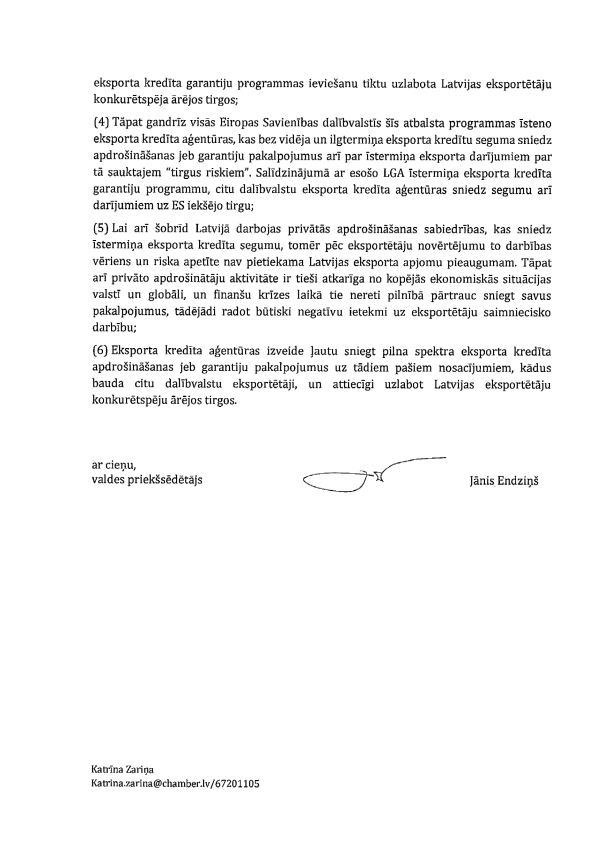 eksporta kredīta garantiju programmas ieviešanu tiktu uzlabota Latvijas eksportētāju
konkurētspēja ārējos tirgos;
(4) Tāpat gandrīz visās Eiropas Savienības dalībvalstīs šīs atbalsta programmas īsteno
eksporta kredīta aģentūras, kas bez vidēja un ilgtermiņa eksporta kredītu seguma sniedz
apdrošināšanas jeb garantiju pakalpojumus arī par īstermiņa eksporta darījumiem par
tā sauktajem “tirgus riskiem”. Salīdzinājumā ar esošo LGA īstermiņa eksporta kredīta
garantiju programmu, citu dalībvalstu eksporta kredīta aģentūras sniedz segumu arī
darījumiem uz ES iekšējo tirgu;
(5) Lai arī šobrīd Latvijā darbojas privātās apdrošināšanas sabiedrības, kas sniedz
īstermiņa eksporta kredīta segumu, tomēr pēc eksportētāju novērtējumu to darbības
vēriens un riska apetīte nav pietiekama Latvijas eksporta apjomu pieaugumam. Tāpat
arī privāto apdrošinātāju aktivitāte ir tieši atkarīga no kopējās ekonomiskās situācijas
valstī un globāli, un finanšu krīzes laikā tie nereti pilnībā pārtrauc sniegt savus
pakalpojumus, tādējādi radot būtiski negatīvu ietekmi uz eksportētāju saimniecisko
darbību;
(6) Eksporta kredīta aģentūras izveide ļautu sniegt pilna spektra eksporta kredīta
apdrošināšanas jeb garantiju pakalpojumus uz tādiem pašiem nosacījumiem, kādus
bauda citu dalībvalstu eksportētāji, un attiecīgi uzlabot Latvijas eksportētāju
konkurētspēju ārējos tirgos.
ar cieņu,
valdes priekšsēdētājs
Jānis Endziņš
Katrīna Zariņa
Katrina.zarina@chamber.lv/67201105